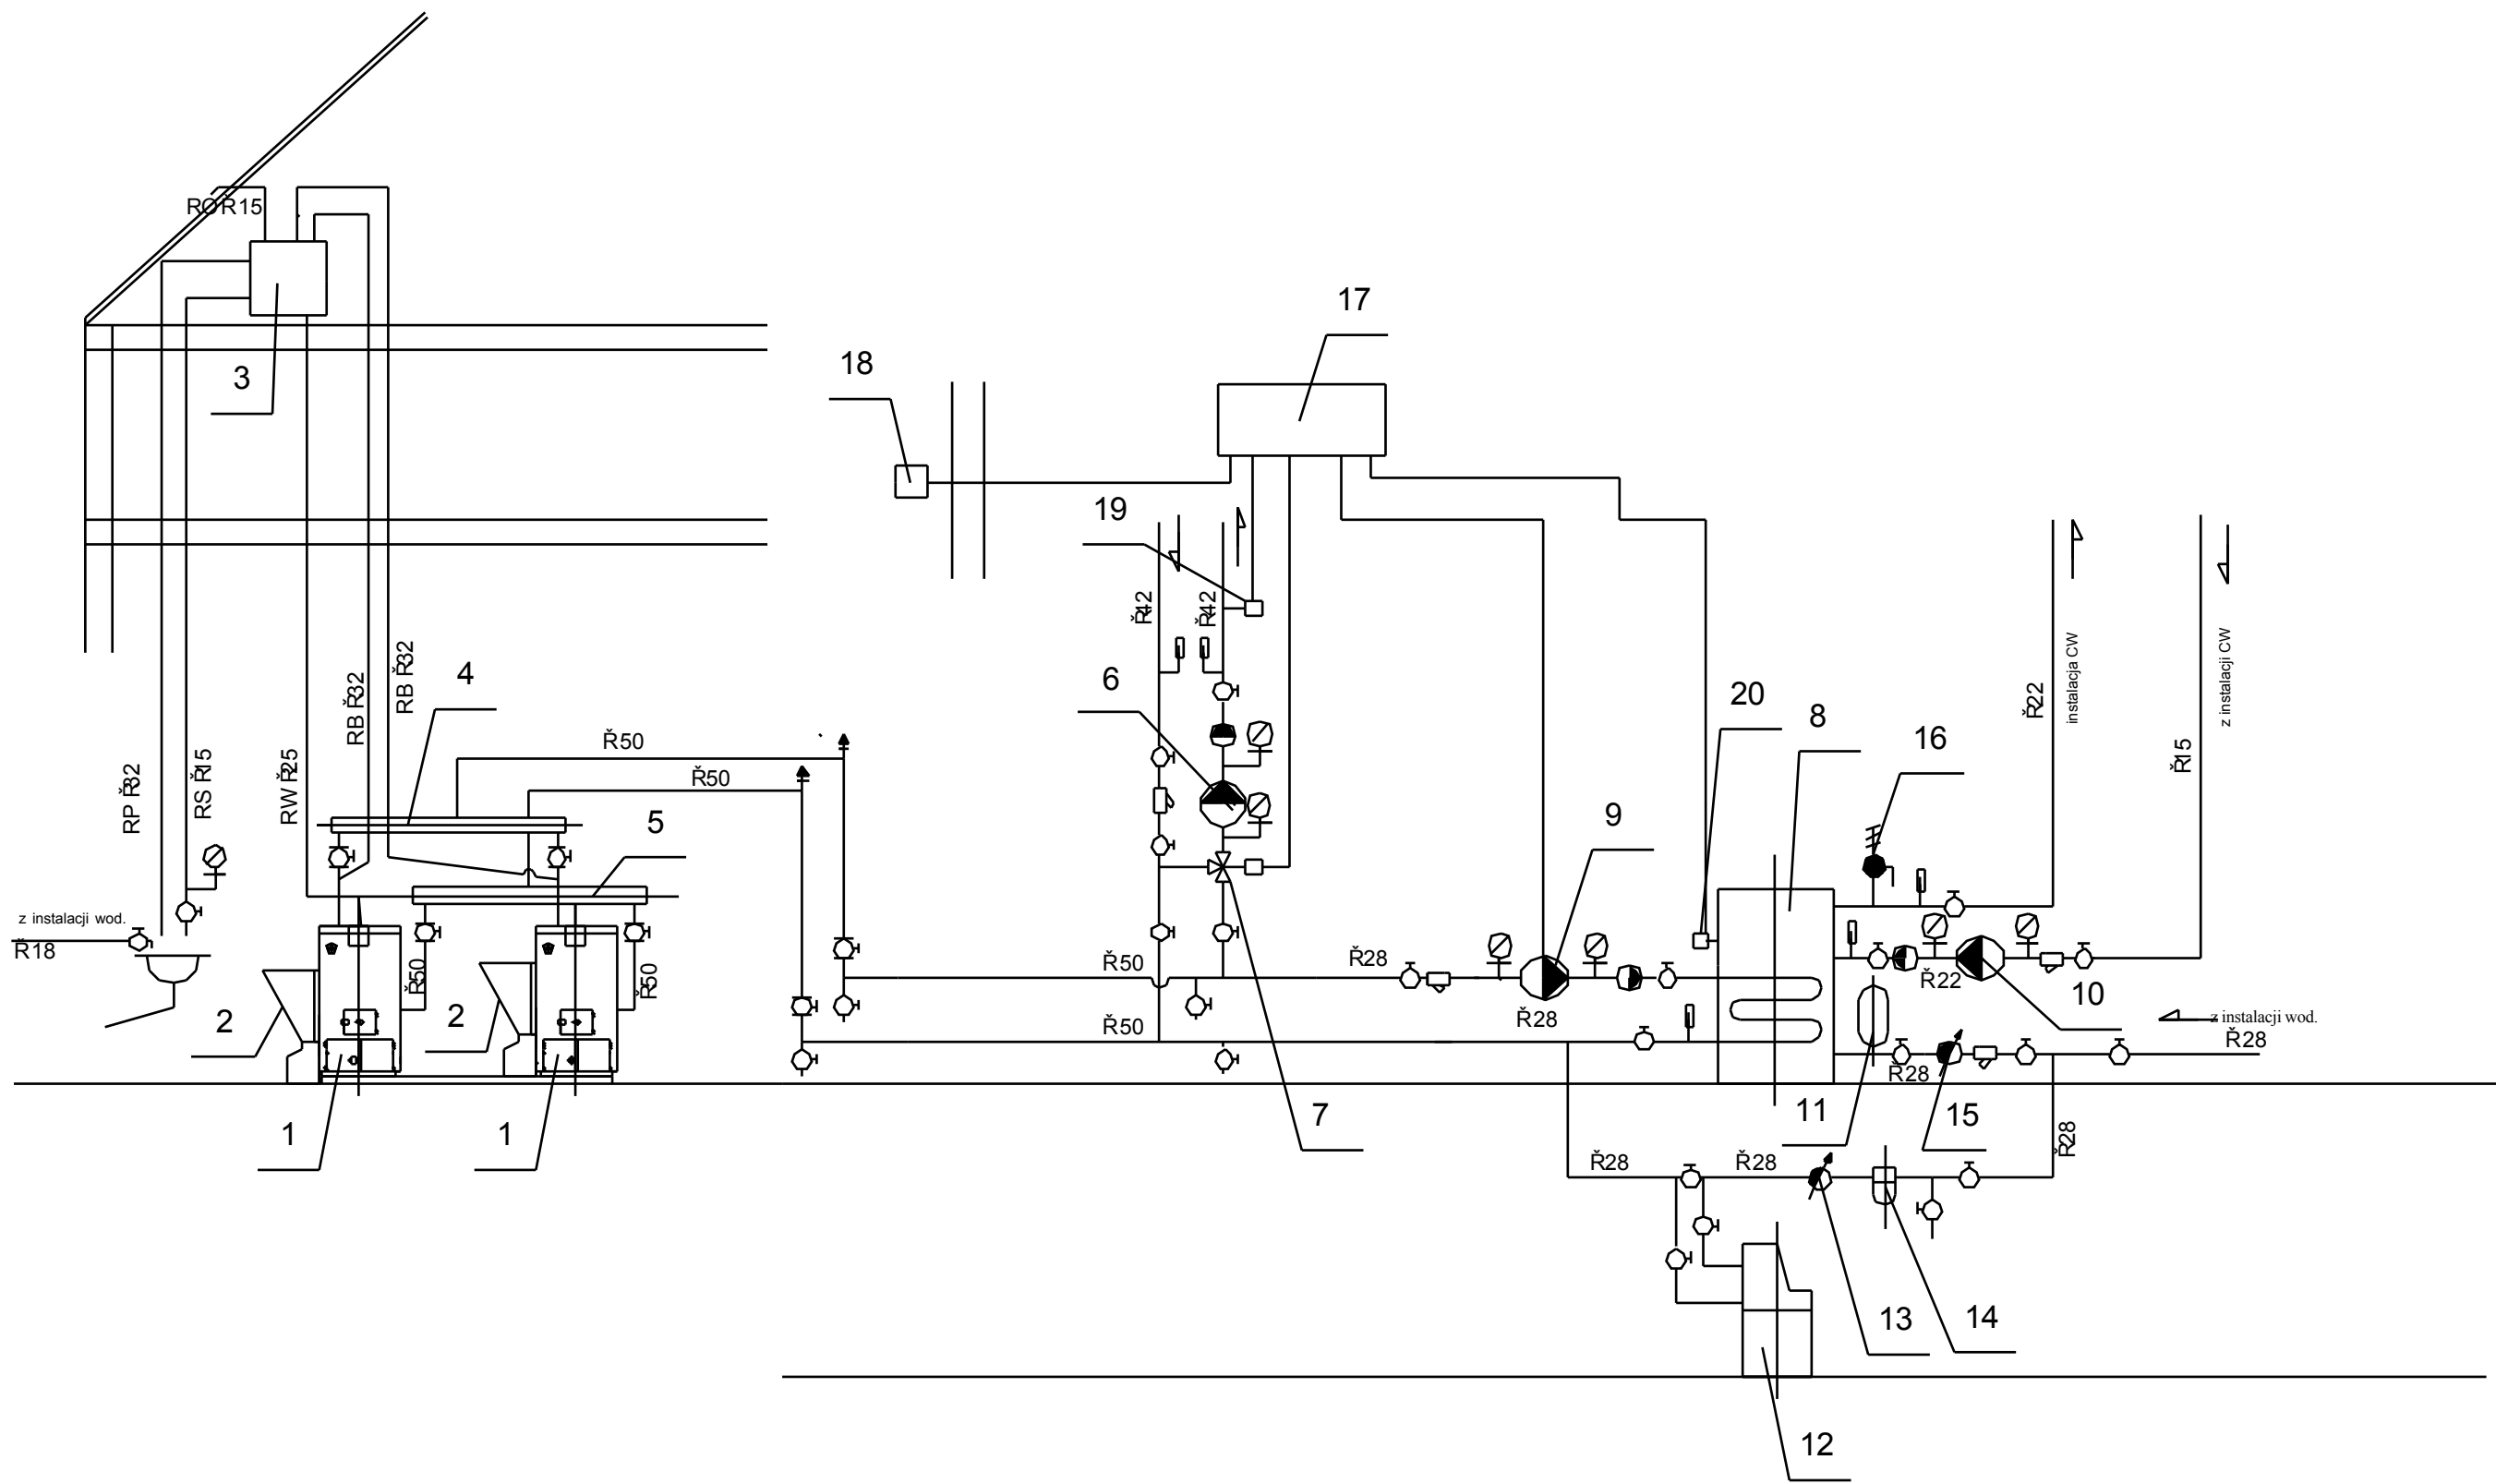 RO Ř15
17
18
3
19
Ř42
Ř42
RB Ř32
RB Ř32
4
6
20
8
16
Ř22
instalacja CW
z instalacji CW
Ř15
Ř50
Ř50
RP Ř32
RS Ř15
RW Ř25
5
9
z instalacji wod.
Ř18
Ř50
Ř50
Ř50
Ř28
Ř22
10
2
2
Ř50
Ř28
z instalacji wod.
Ř28
Ř28
1
1
7
11
15
Ř28
Ř28
Ř28
13
14
12